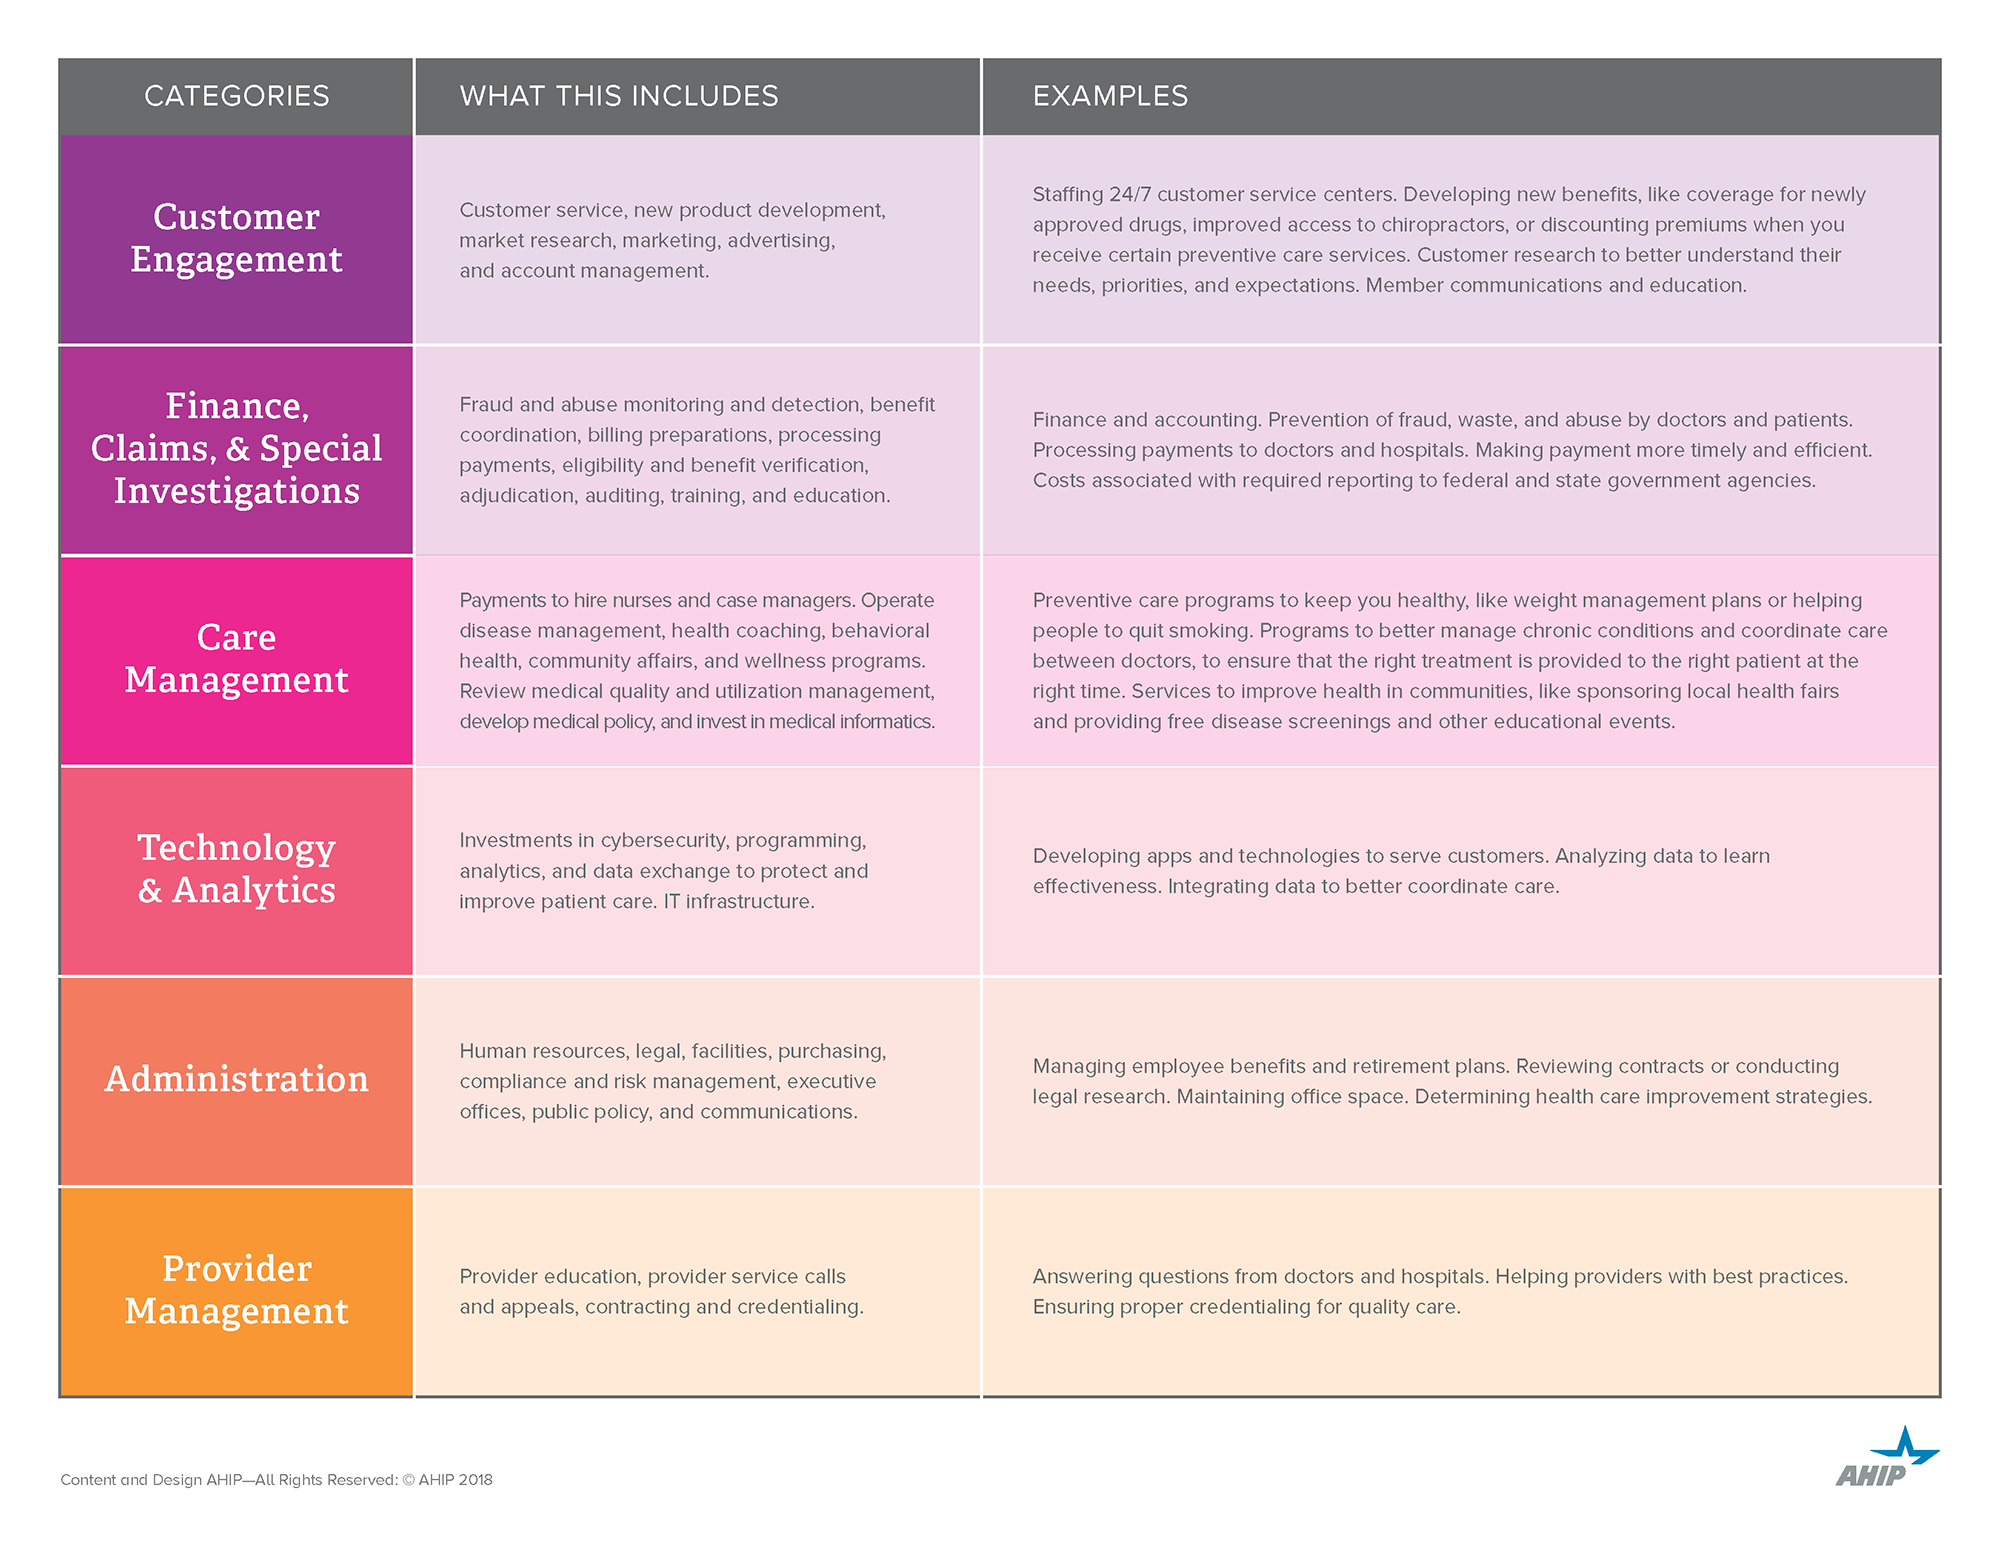 CATEGORIES
WHAT THIS INCLUDES
EXAMPLES
Customer
Engagement
Customer service, new product development,
market research, marketing, advertising,
and account management.
Staffing 24/7 customer service centers. Developing new benefits, like coverage for newly
approved drugs, improved access to chiropractors, or discounting premiums when you
receive certain preventive care services. Customer research to better understand their
needs, priorities, and expectations. Member communications and education.
Finance,
Claims, & Special
Investigations
Fraud and abuse monitoring and detection, benefit
coordination, billing preparations, processing
payments, eligibility and benefit verification,
adjudication, auditing, training, and education.
Finance and accounting. Prevention of fraud, waste, and abuse by doctors and patients.
Processing payments to doctors and hospitals. Making payment more timely and efficient.
Costs associated with required reporting to federal and state government agencies.
Care
Management
Payments to hire nurses and case managers. Operate
disease management, health coaching, behavioral
health, community affairs, and wellness programs.
Review medical quality and utilization management,
develop medical policy, and invest in medical informatics.
Preventive care programs to keep you healthy, like weight management plans or helping
people to quit smoking. Programs to better manage chronic conditions and coordinate care
between doctors, to ensure that the right treatment is provided to the right patient at the
right time. Services to improve health in communities, like sponsoring local health fairs
and providing free disease screenings and other educational events.
Technology
& Analytics
Investments in cybersecurity, programming,
analytics, and data exchange to protect and
improve patient care. IT infrastructure.
Developing apps and technologies to serve customers. Analyzing data to learn
effectiveness. Integrating data to better coordinate care.
Administration
Human resources, legal, facilities, purchasing,
compliance and risk management, executive
offices, public policy, and communications.
Managing employee benefits and retirement plans. Reviewing contracts or conducting
legal research. Maintaining office space. Determining health care improvement strategies.
Provider
Management
Provider education, provider service calls
and appeals, contracting and credentialing.
Answering questions from doctors and hospitals. Helping providers with best practices.
Ensuring proper credentialing for quality care.
Content and Design AHIP—All Rights Reserved: © AHIP 2018
AHIP